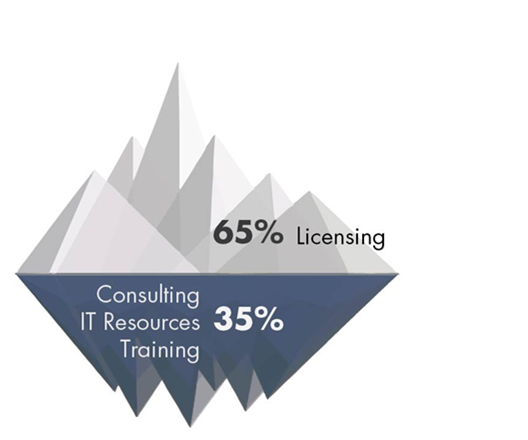 65% Licensing
Consulting
IT Resources 35%
Training